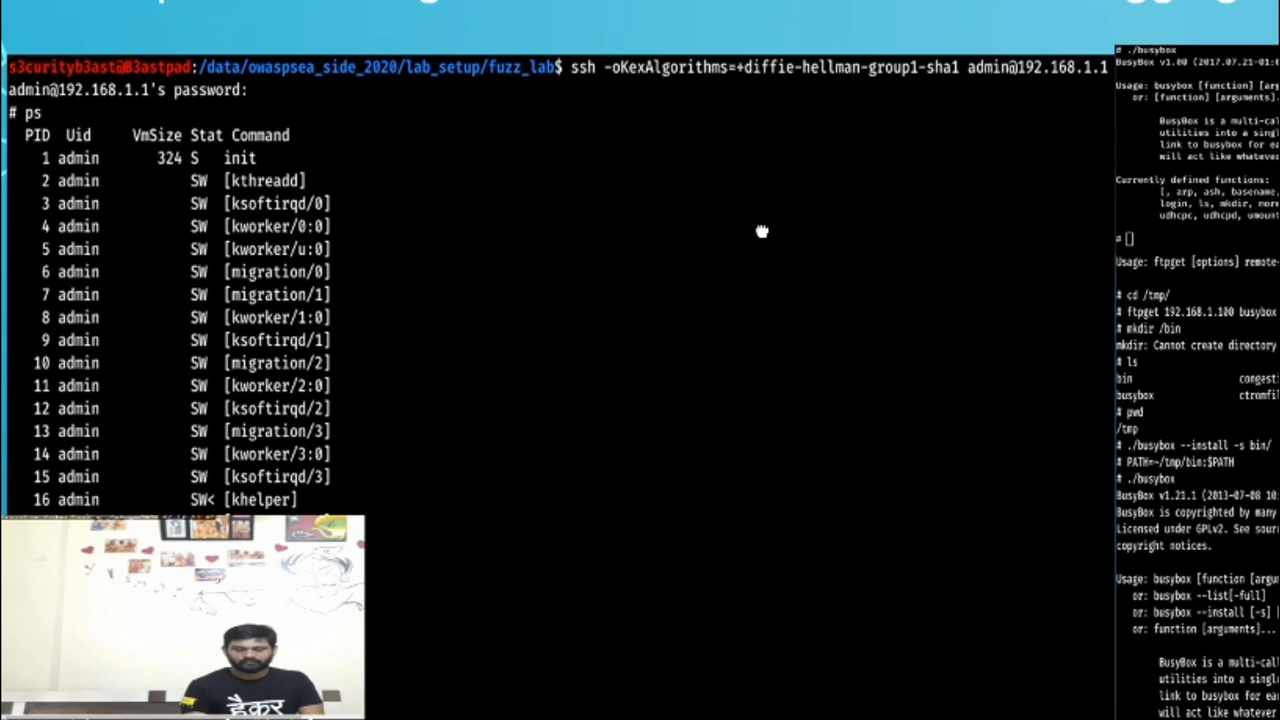 s3curityb3ast@B3astpad:/data/owaspsea_side_2020/lab_setup/fuzz_lab$ ssh -oKexAlgorithms=+diffie-hellman-group1-sha1 admin@192.168.1.1
admin@192.168.1.1's password:
# ps
PID Uid VmSize Stat Command
1 admin 324 S init
2 admin SW [kthreadd]
3 admin SW [ksoftirqd/0]
4 admin SW [kworker/0:0]
5 admin SW [kworker/u:0]
6 admin SW [migration/0]
7 admin SW [migration/1]
8 admin SW [kworker/1:0]
9 admin SW [ksoftirqd/1]
10 admin SW [migration/2]
11 admin SW [kworker/2:0]
12 admin SW [ksoftirqd/2]
13 admin SW [migration/3]
14 admin SW [kworker/3:0]
15 admin SW [ksoftirqd/3]
16 admin SW< [khelper]
# ./busybox
BusyBox v1.00 (2017.07.21-01:
Usage: busybox [function] [arg
or: [function] [arguments].
BusyBox is a multi-cal
utilities into a singl
link to busybox for ea
will act like whatever
Currently defined functions:
[, arp, ash, basename,
login, ls, mkdir, more
udhcpc, udhcpd, umount
#
Usage: ftpget [options] remote-
# cd /tmp/
# ftpget 192.168.1.100 busybox
# mkdir /bin
mkdir: Cannot create directory
# ls
bin congest
busybox ctromfil
# pwd
/tmp
# ./busybox --install -s bin/
# PATH=~/tmp/bin:$PATH
# ./busybox
BusyBox v1.21.1 (2013-07-08 10:
BusyBox is copyrighted by many
Licensed under GPLv2. See sour
copyright notices.
Usage: busybox [function [argu
or: busybox --list[-full]
or: busybox --install [-s]
or: function [arguments]...
BusyBox is a multi-cal
utilities into a singl
link to busybox for ea
will act like whatever
हैकर